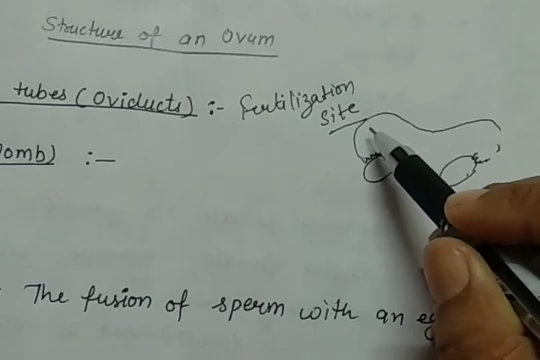 Structure of an Ovum
tubes (Oviducts) :- Fertilization
Site
omb) :-
The fusion of sperm with an eg